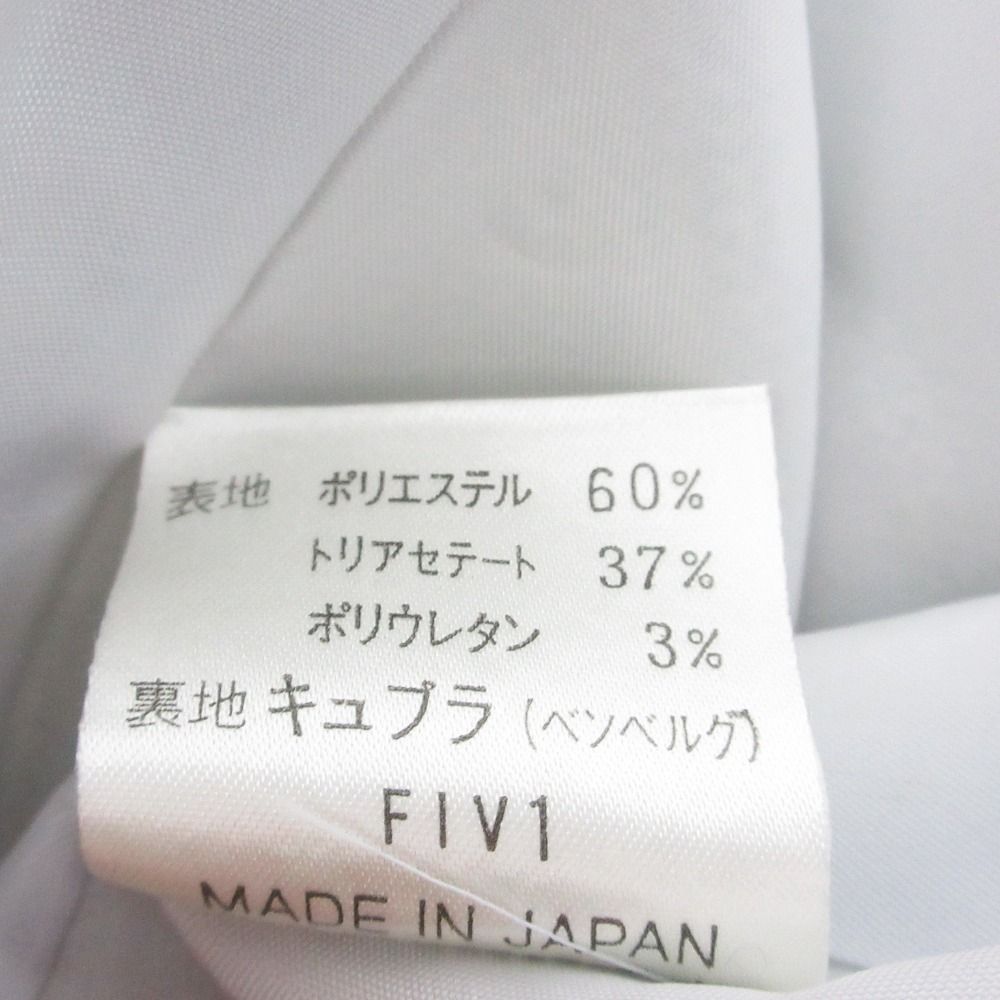 表地 ポリエステル 60%
トリアセテート 37%
ポリウレタン 3%
裏地 キュプラ (ベンベルグ)
FIV1
MADE IN JAPAN